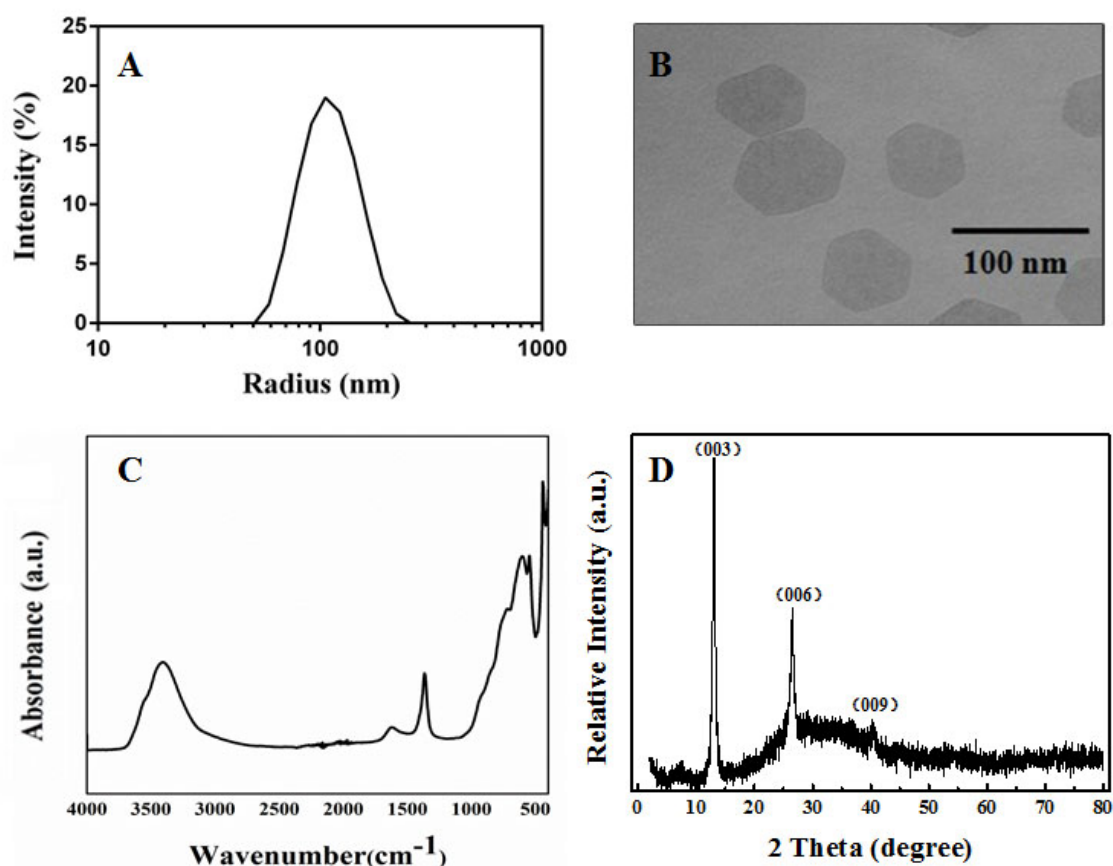 A
Intensity (%)
25
20
15
10
5
0
10
100
1000
Radius (nm)
B
100 nm
C
Absorbance (a.u.)
4000
3500
3000
2500
2000
1500
1000
500
Wavenumber(cm-1)
D
Relative Intensity (a.u.)
(003)
(006)
(009)
0
10
20
30
40
50
60
70
80
2 Theta (degree)